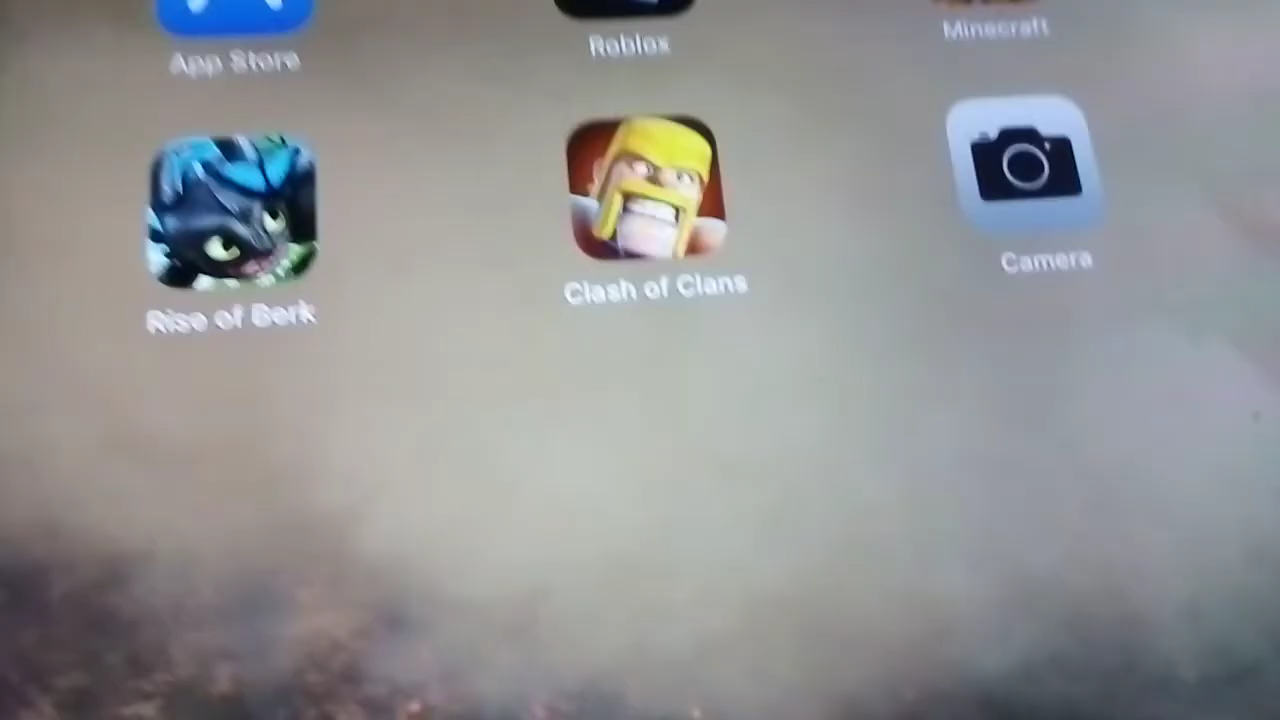 App Store
Roblox
Minecraft
Rise of Berk
Clash of Clans
Camera